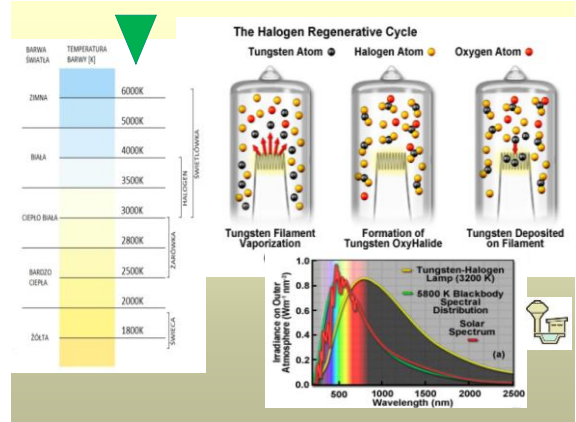 BARWA
ŚWIATŁA
TEMPERATURA
BARWY [K]
ZIMNA
BIAŁA
CIEPŁO BIAŁA
BARDZO
CIEPŁA
ŻÓŁTA
6000K
5000K
4000K
3500K
3000K
2800K
2500K
2000K
1800K
ŚWIETLÓWKA
HALOGEN
ŻARÓWKA
ŚWIECA
The Halogen Regenerative Cycle
Tungsten Atom
Halogen Atom
Oxygen Atom
Tungsten Filament
Vaporization
Formation of
Tungsten OxyHalide
Tungsten Deposited
on Filament
Irradiance on Outer
Atmosphere (Wm⁻² nm⁻¹)
1.0
0.8
0.6
0.4
0.2
0.0
Tungsten-Halogen
Lamp (3200 K)
5800 K Blackbody
Spectral
Distribution
Solar
Spectrum
(a)
500
1000
1500
2000
2500
Wavelength (nm)